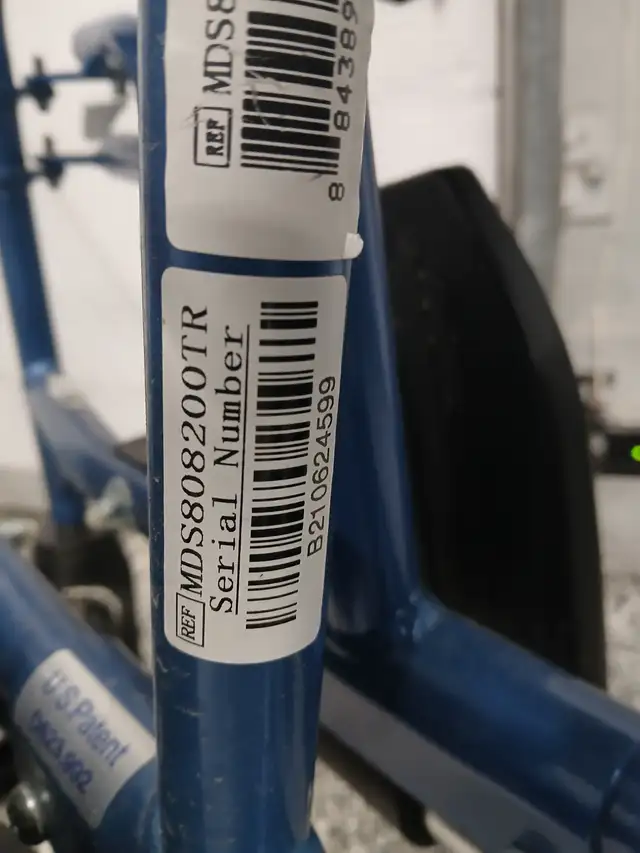 REF MDS8
8 84389
REF MDS808200TR
Serial Number
B210624599
U.S.Patent